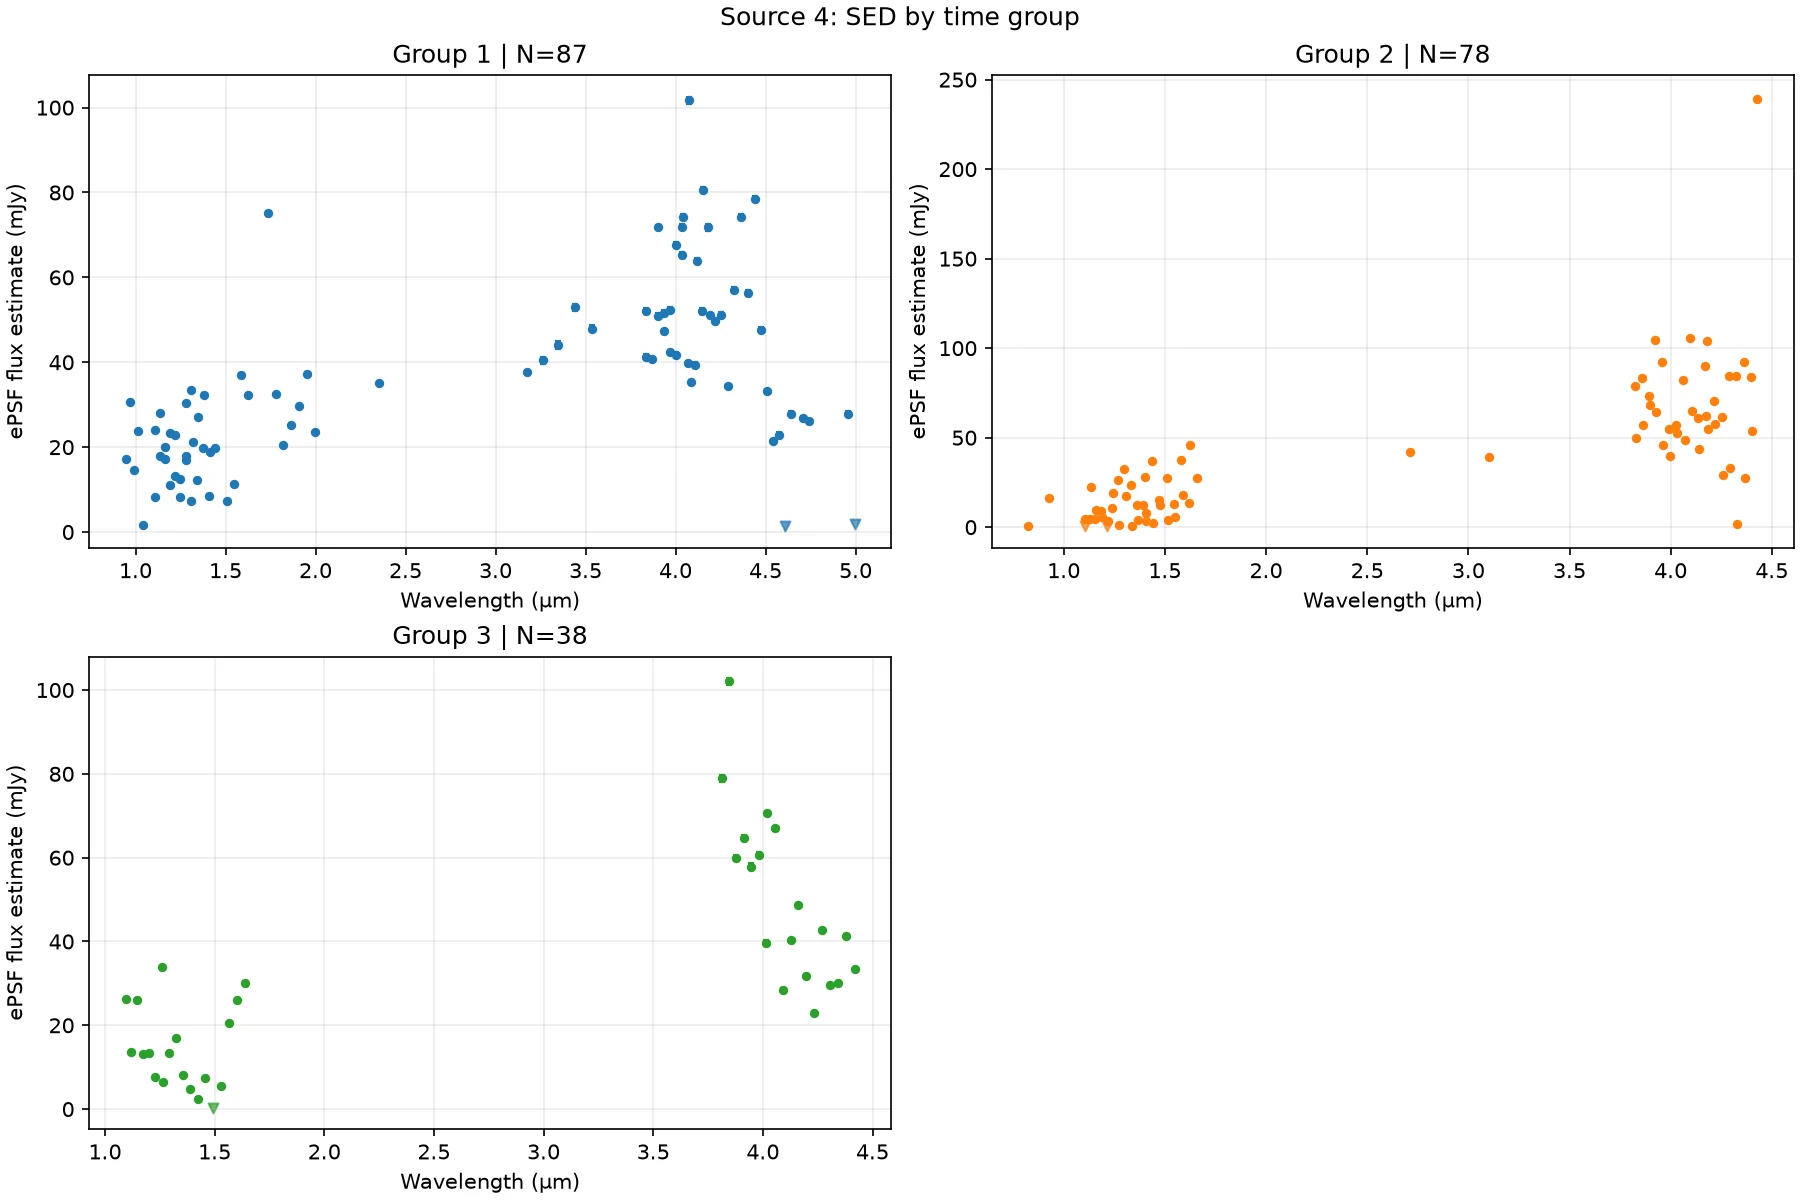 Source 4: SED by time group
Group 1 | N=87
ePSF flux estimate (mJy)
100
80
60
40
20
0
1.0 1.5 2.0 2.5 3.0 3.5 4.0 4.5 5.0
Wavelength (μm)
Group 2 | N=78
ePSF flux estimate (mJy)
250
200
150
100
50
0
1.0 1.5 2.0 2.5 3.0 3.5 4.0 4.5
Wavelength (μm)
Group 3 | N=38
ePSF flux estimate (mJy)
100
80
60
40
20
0
1.0 1.5 2.0 2.5 3.0 3.5 4.0 4.5
Wavelength (μm)